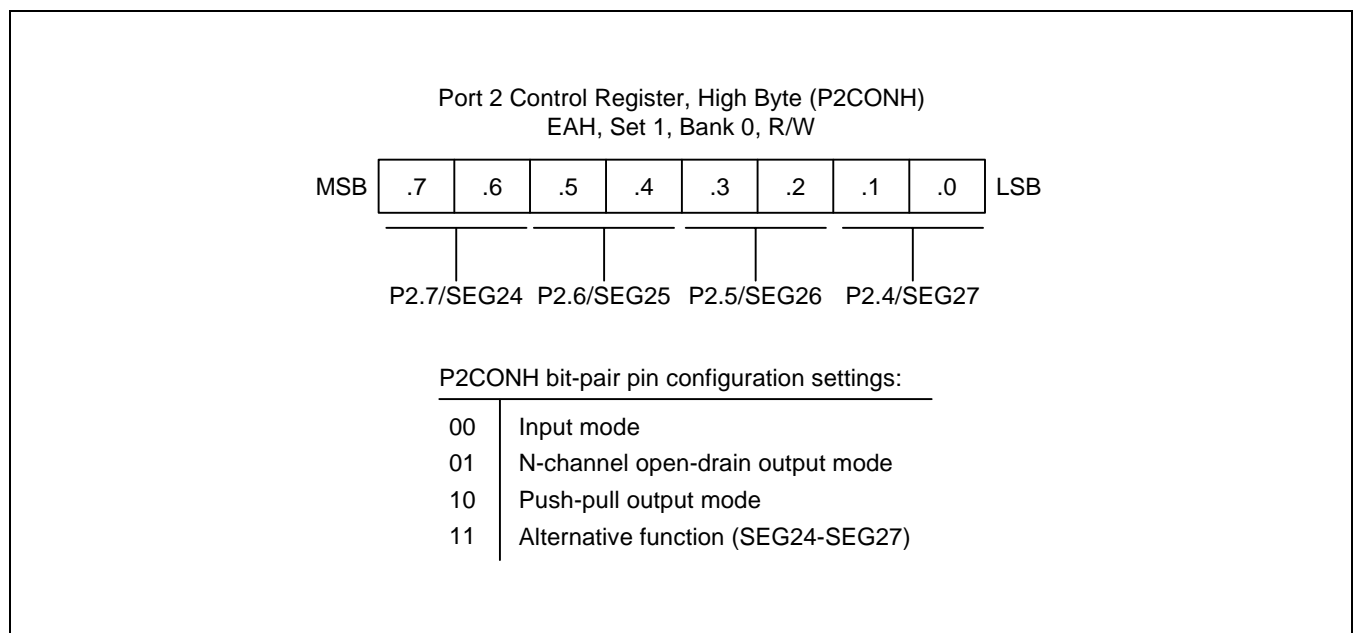 Port 2 Control Register, High Byte (P2CONH)
EAH, Set 1, Bank 0, R/W
MSB .7 .6 .5 .4 .3 .2 .1 .0 LSB
P2.7/SEG24 P2.6/SEG25 P2.5/SEG26 P2.4/SEG27
P2CONH bit-pair pin configuration settings:
00 Input mode
01 N-channel open-drain output mode
10 Push-pull output mode
11 Alternative function (SEG24-SEG27)